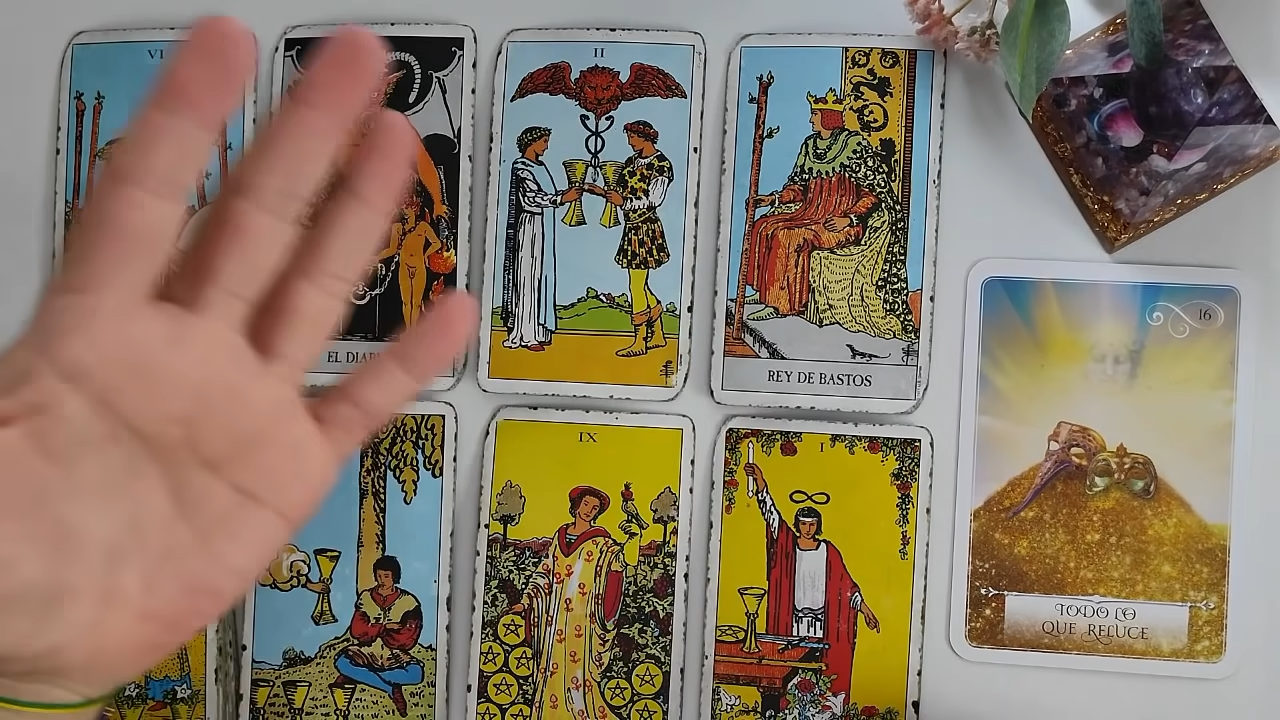 VI
II
EL DIAB
REY DE BASTOS
16
IX
I
TODO LO
QUE RELUCE